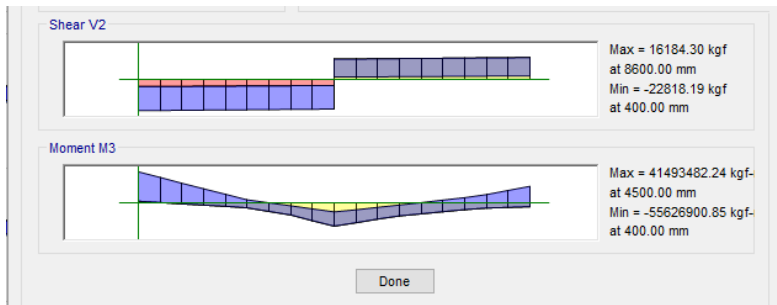 Shear V2
Max = 16184.30 kgf
at 8600.00 mm
Min = -22818.19 kgf
at 400.00 mm
Moment M3
Max = 41493482.24 kgf-
at 4500.00 mm
Min = -55626900.85 kgf-
at 400.00 mm
Done